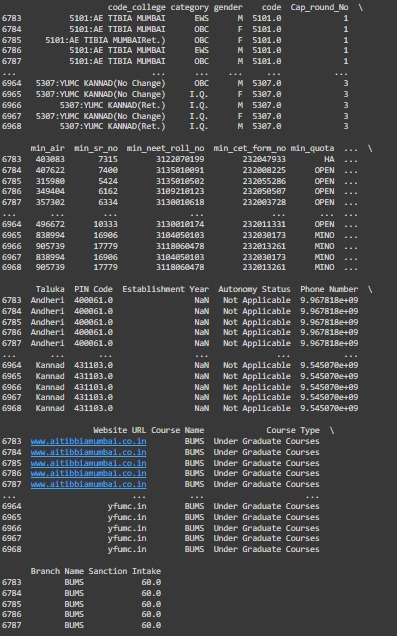 code_college category gender code Cap_round_No \
6783 5101:AE TIBIA MUMBAI EWS M 5101.0 1
6784 5101:AE TIBIA MUMBAI OBC F 5101.0 1
6785 5101:AE TIBIA MUMBAI(Ret.) OBC F 5101.0 1
6786 5101:AE TIBIA MUMBAI OBC M 5101.0 1
6787 5101:AE TIBIA MUMBAI OBC M 5101.0 1
... ... ... ... ... ...
6964 5307:YUMC KANNAD(No Change) OBC M 5307.0 3
6965 5307:YUMC KANNAD(No Change) I.Q. F 5307.0 3
6966 5307:YUMC KANNAD(Ret.) I.Q. M 5307.0 3
6967 5307:YUMC KANNAD(No Change) I.Q. F 5307.0 3
6968 5307:YUMC KANNAD(Ret.) I.Q. M 5307.0 3
min_air min_sr_no min_neet_roll_no min_cet_form_no min_quota ... \
6783 403083 7315 3122070199 232047933 HA ...
6784 407622 7400 3135010091 232008225 OPEN ...
6785 315980 5424 3135010502 232055286 OPEN ...
6786 349404 6162 3109210123 232050507 OPEN ...
6787 357302 6334 3130010618 232003728 OPEN ...
... ... ... ... ... ... ...
6964 496672 10333 3130010174 232011331 OPEN ...
6965 838994 16906 3104050103 232030173 MINO ...
6966 905739 17779 3118060478 232013261 MINO ...
6967 838994 16906 3104050103 232030173 MINO ...
6968 905739 17779 3118060478 232013261 MINO ...
Taluka PIN Code Establishment Year Autonomy Status Phone Number \
6783 Andheri 400061.0 NaN Not Applicable 9.967818e+09
6784 Andheri 400061.0 NaN Not Applicable 9.967818e+09
6785 Andheri 400061.0 NaN Not Applicable 9.967818e+09
6786 Andheri 400061.0 NaN Not Applicable 9.967818e+09
6787 Andheri 400061.0 NaN Not Applicable 9.967818e+09
... ... ... ... ... ...
6964 Kannad 431103.0 NaN Not Applicable 9.545070e+09
6965 Kannad 431103.0 NaN Not Applicable 9.545070e+09
6966 Kannad 431103.0 NaN Not Applicable 9.545070e+09
6967 Kannad 431103.0 NaN Not Applicable 9.545070e+09
6968 Kannad 431103.0 NaN Not Applicable 9.545070e+09
Website URL Course Name Course Type \
6783 www.aitibbiamumbai.co.in BUMS Under Graduate Courses
6784 www.aitibbiamumbai.co.in BUMS Under Graduate Courses
6785 www.aitibbiamumbai.co.in BUMS Under Graduate Courses
6786 www.aitibbiamumbai.co.in BUMS Under Graduate Courses
6787 www.aitibbiamumbai.co.in BUMS Under Graduate Courses
... ... ... ...
6964 yfumc.in BUMS Under Graduate Courses
6965 yfumc.in BUMS Under Graduate Courses
6966 yfumc.in BUMS Under Graduate Courses
6967 yfumc.in BUMS Under Graduate Courses
6968 yfumc.in BUMS Under Graduate Courses
Branch Name Sanction Intake
6783 BUMS 60.0
6784 BUMS 60.0
6785 BUMS 60.0
6786 BUMS 60.0
6787 BUMS 60.0